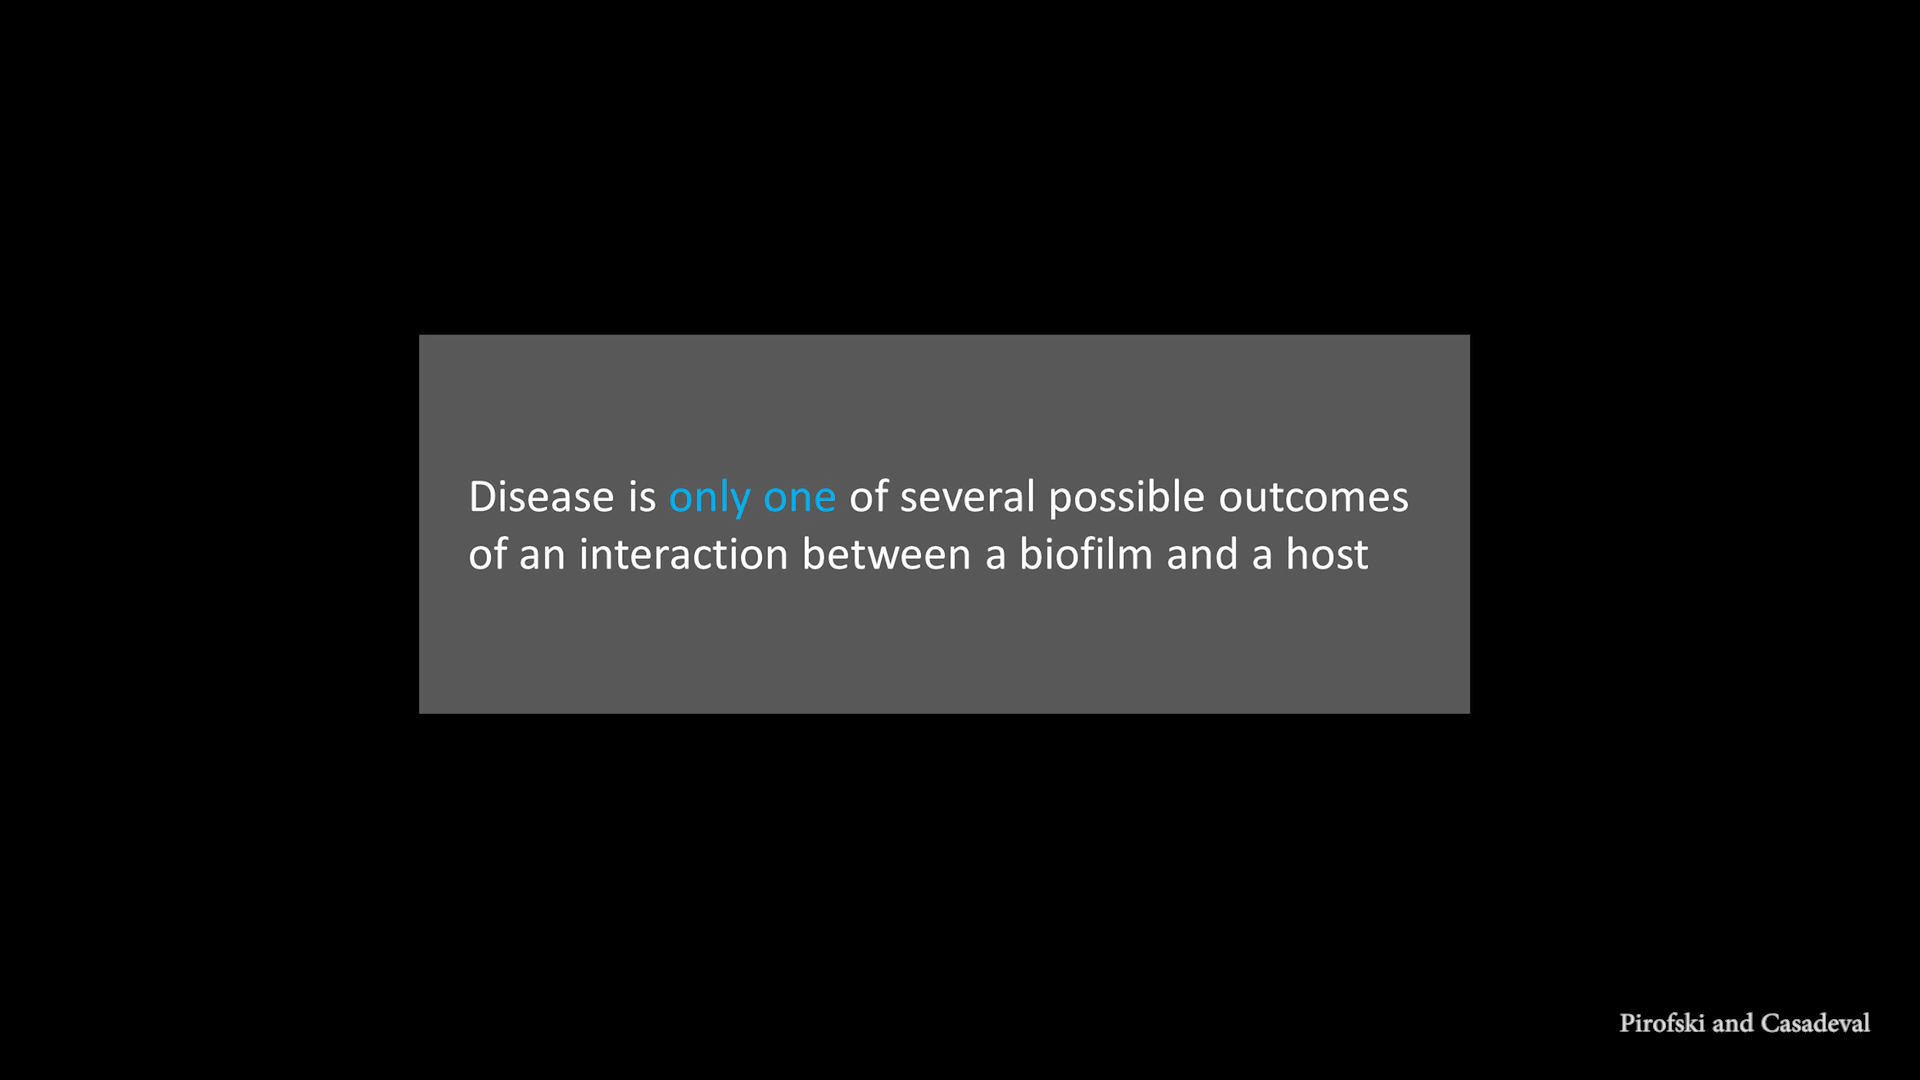 Disease is only one of several possible outcomes
of an interaction between a biofilm and a host
Pirofski and Casadeval